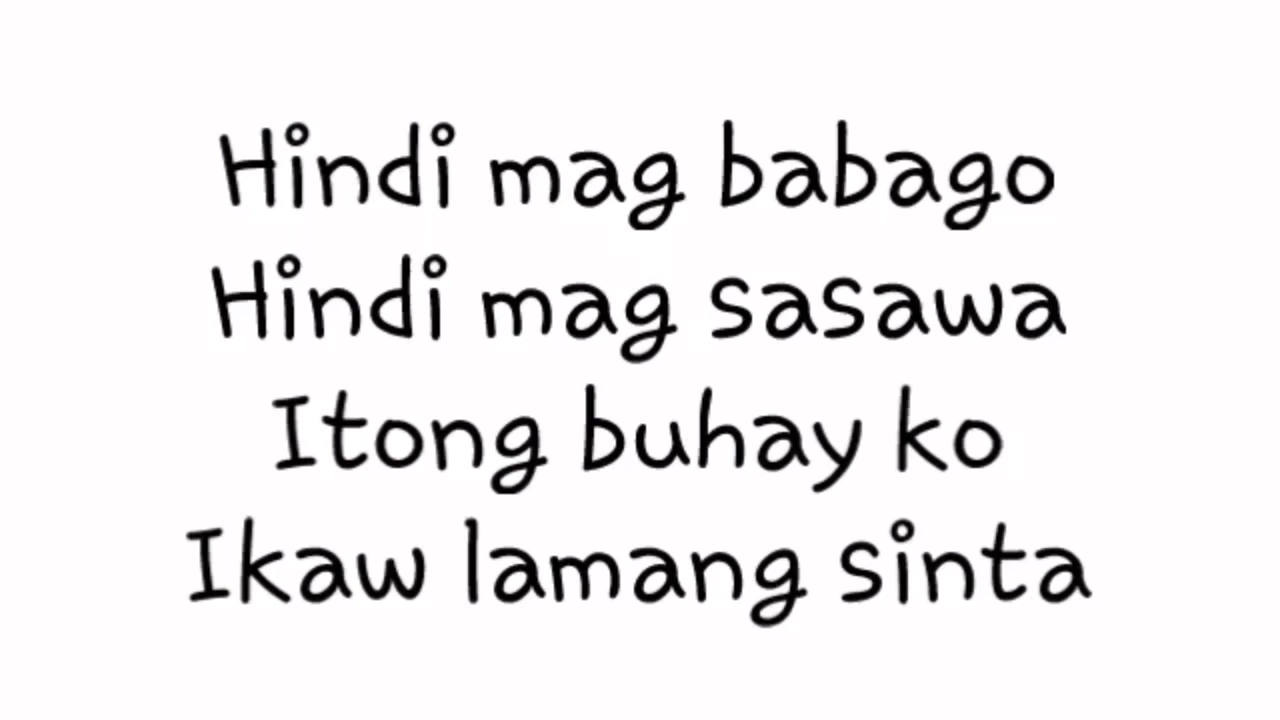 Hindi mag babago
Hindi mag sasawa
Itong buhay ko
Ikaw lamang sinta